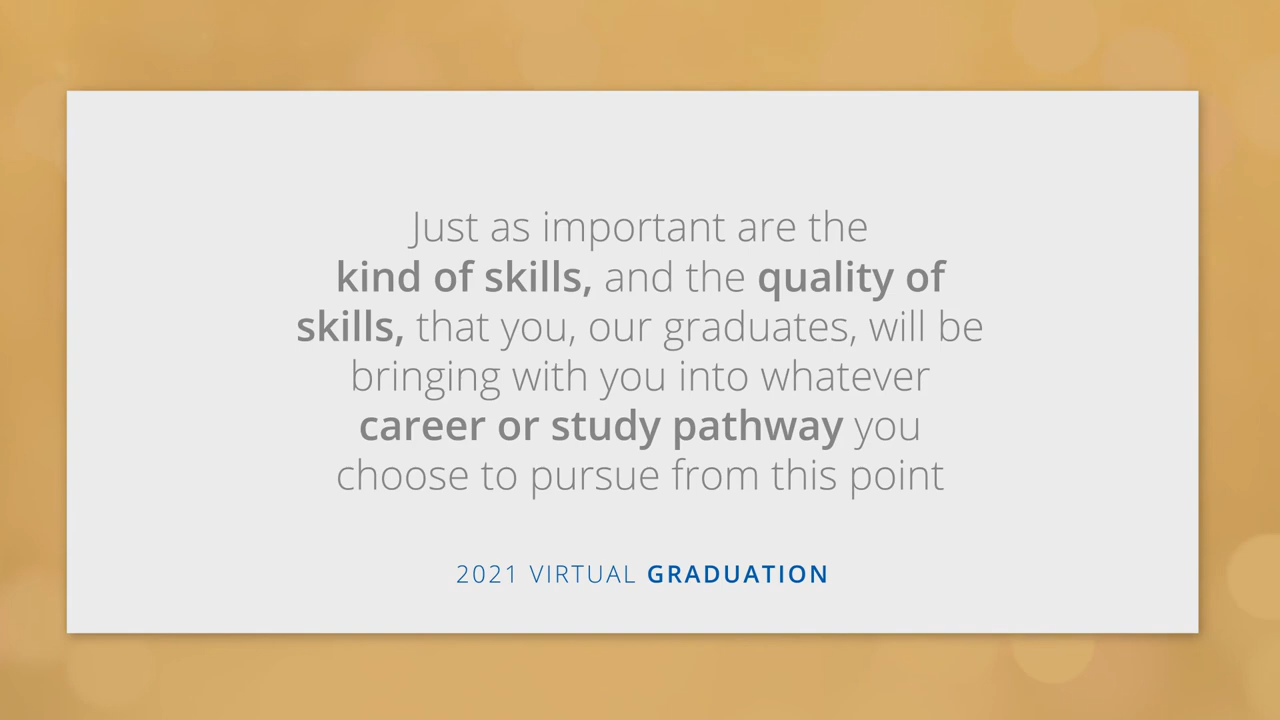 Just as important are the
kind of skills, and the quality of
skills, that you, our graduates, will be
bringing with you into whatever
career or study pathway you
choose to pursue from this point
2021 VIRTUAL GRADUATION